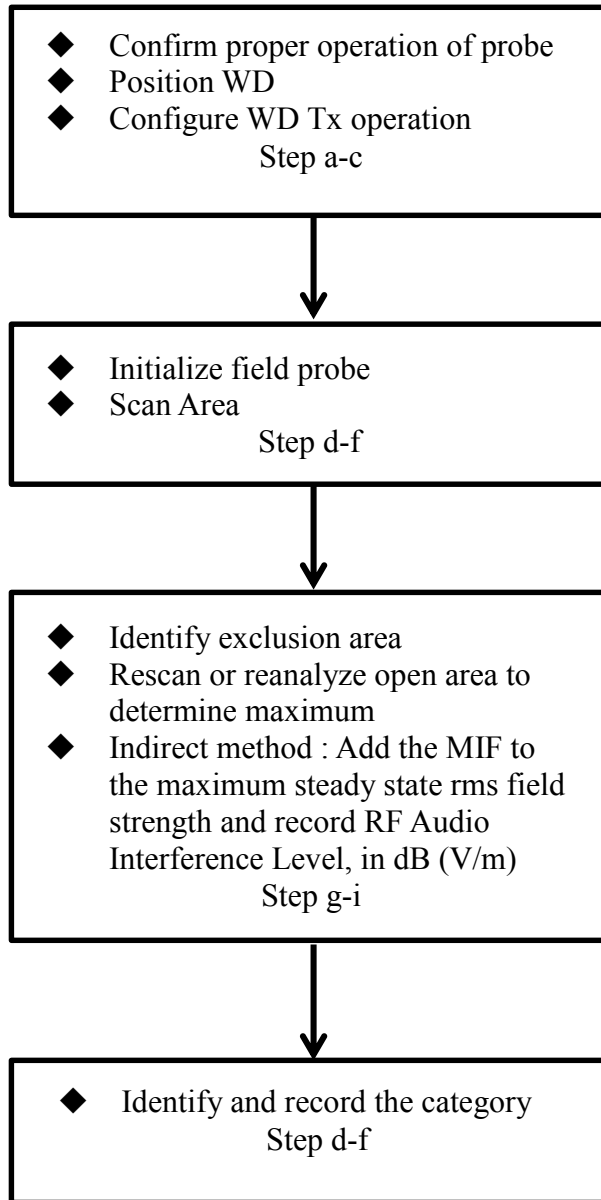 ◆ Confirm proper operation of probe
◆ Position WD
◆ Configure WD Tx operation
Step a-c
◆ Initialize field probe
◆ Scan Area
Step d-f
◆ Identify exclusion area
◆ Rescan or reanalyze open area to
determine maximum
◆ Indirect method : Add the MIF to
the maximum steady state rms field
strength and record RF Audio
Interference Level, in dB (V/m)
Step g-i
◆ Identify and record the category
Step d-f